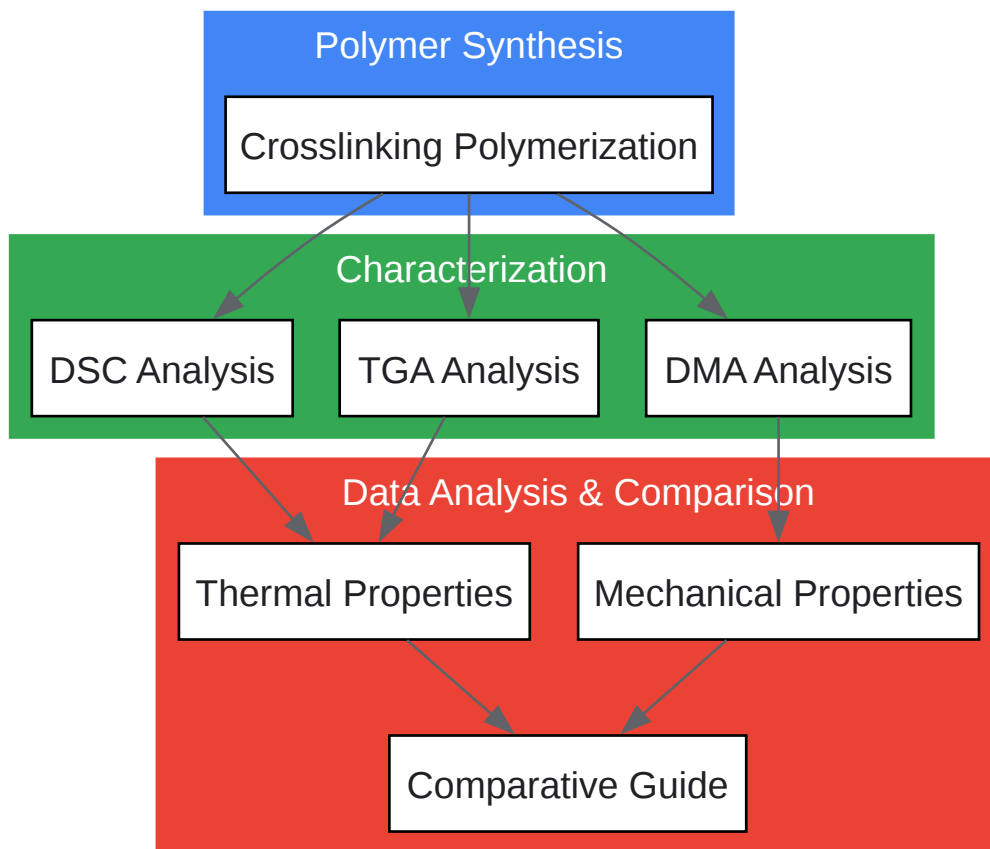 Polymer Synthesis
Crosslinking Polymerization
Characterization
DSC Analysis
TGA Analysis
DMA Analysis
Data Analysis & Comparison
Thermal Properties
Mechanical Properties
Comparative Guide